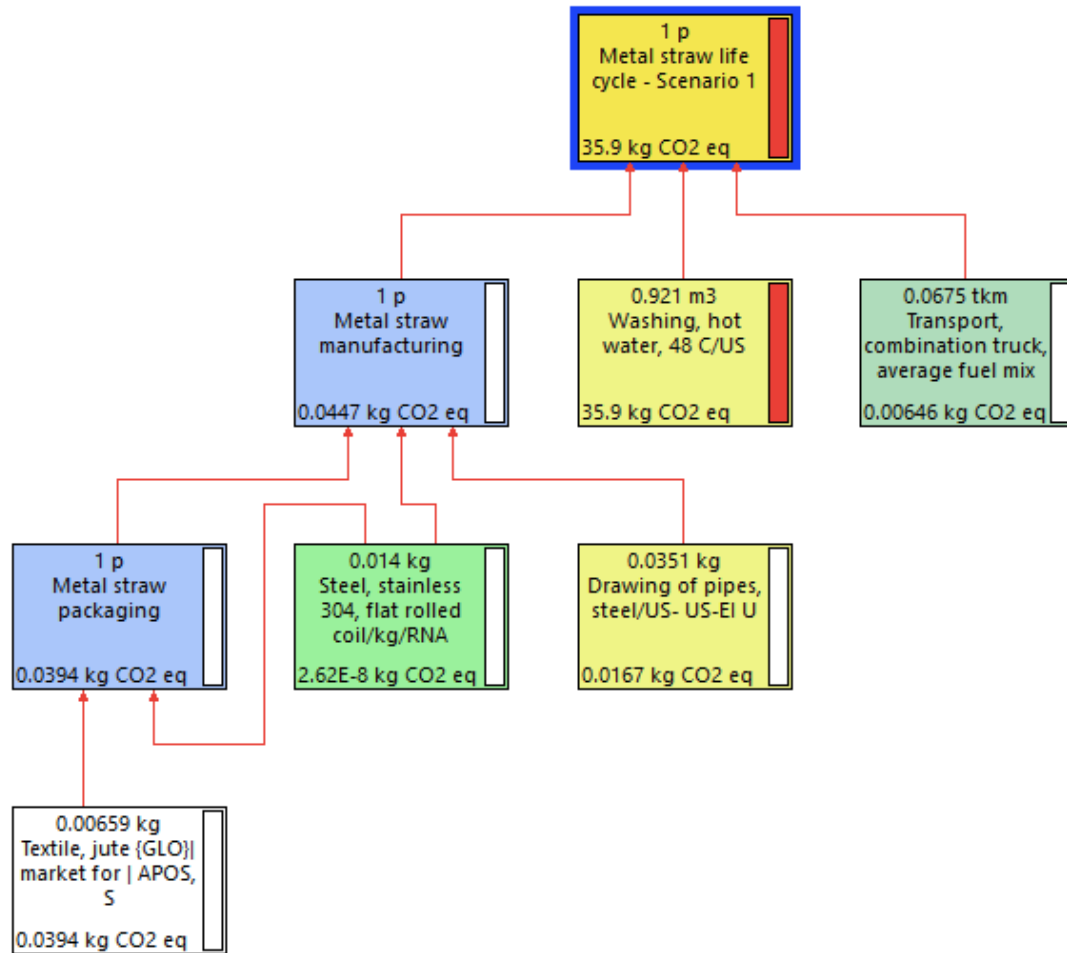 1 p
Metal straw life
cycle - Scenario 1
35.9 kg CO2 eq
1 p
Metal straw
manufacturing
0.0447 kg CO2 eq
0.921 m3
Washing, hot
water, 48 C/US
35.9 kg CO2 eq
0.0675 tkm
Transport,
combination truck,
average fuel mix
0.00646 kg CO2 eq
1 p
Metal straw
packaging
0.0394 kg CO2 eq
0.014 kg
Steel, stainless
304, flat rolled
coil/kg/RNA
2.62E-8 kg CO2 eq
0.0351 kg
Drawing of pipes,
steel/US- US-EI U
0.0167 kg CO2 eq
0.00659 kg
Textile, jute {GLO}|
market for | APOS,
S
0.0394 kg CO2 eq